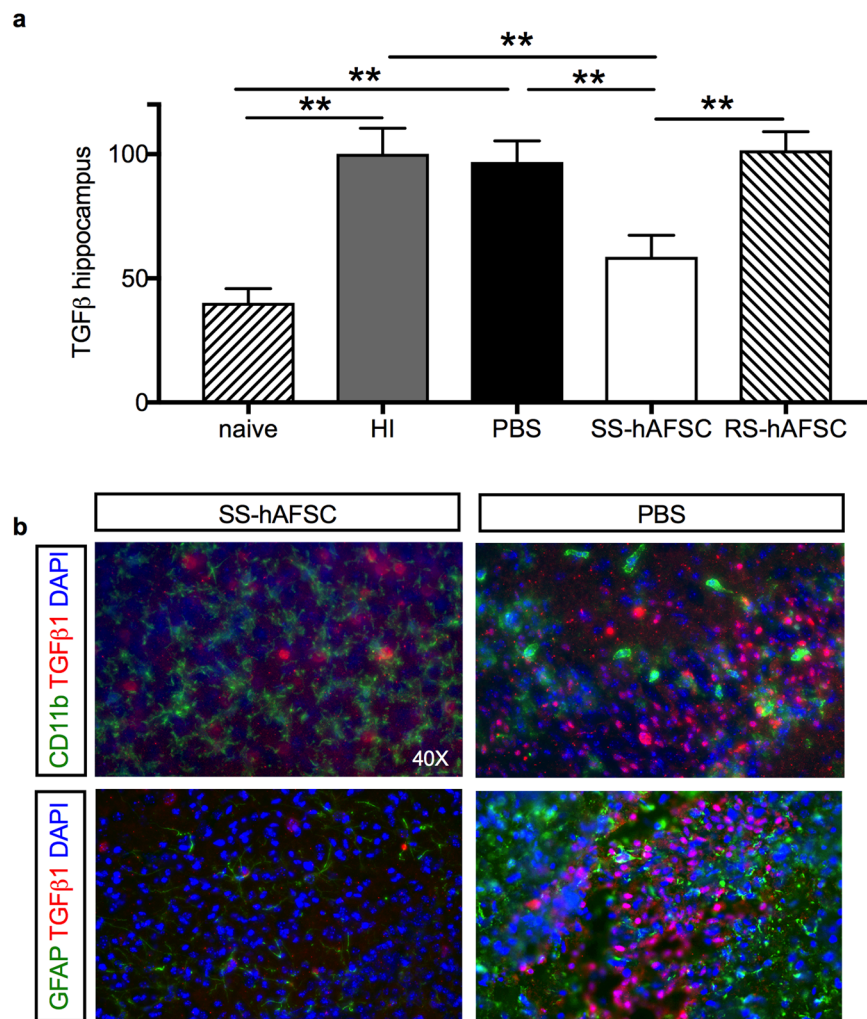 a
**
** **
** **
100
50
0
TGFβ hippocampus
naive HI PBS SS-hAFSC RS-hAFSC
b
SS-hAFSC PBS
CD11b TGFβ1 DAPI
40X
GFAP TGFβ1 DAPI